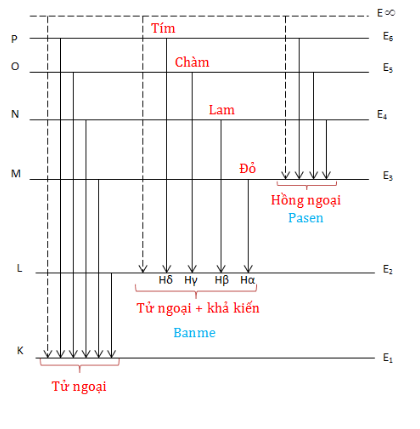 E∞
P Tím E₆
O Chàm E₅
N Lam E₄
M Đỏ E₃
Hồng ngoại
Pasen
L E₂
Hδ Hγ Hβ Hα
Tử ngoại + khả kiến
Banme
K E₁
Tử ngoại